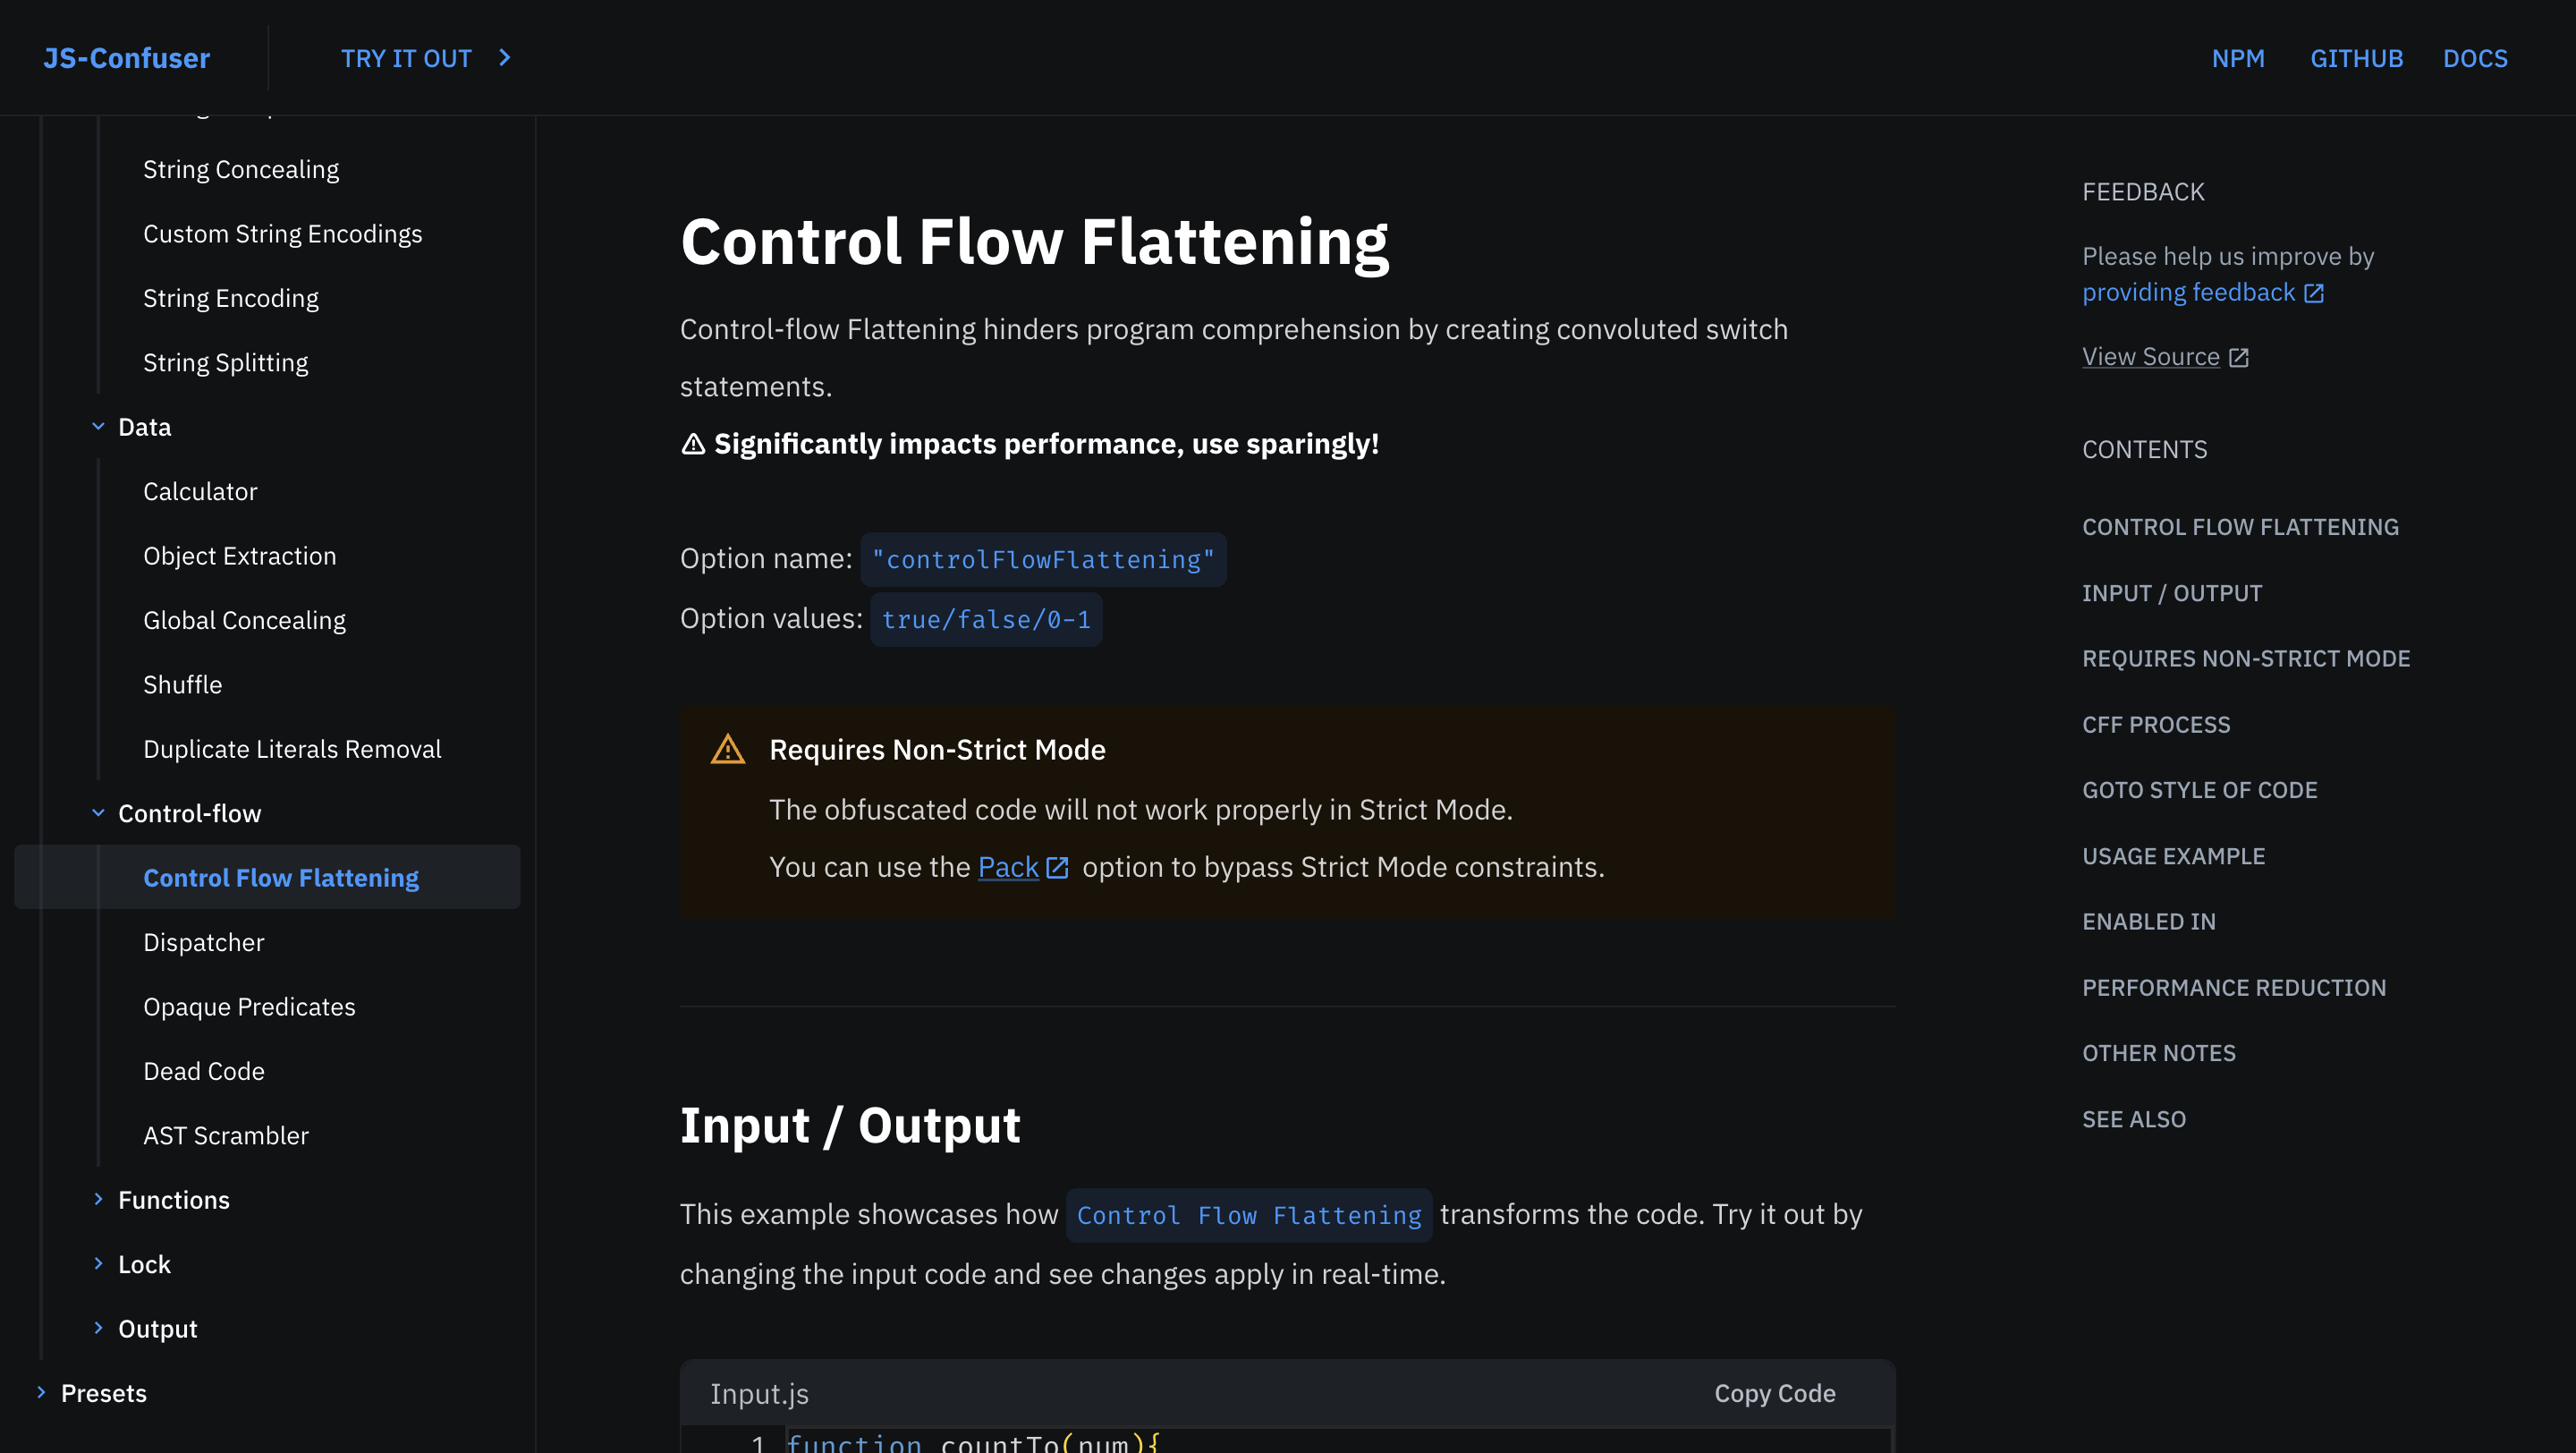 JS-Confuser
TRY IT OUT
NPM
GITHUB
DOCS
String Concealing
Custom String Encodings
String Encoding
String Splitting
Data
Calculator
Object Extraction
Global Concealing
Shuffle
Duplicate Literals Removal
Control-flow
Control Flow Flattening
Dispatcher
Opaque Predicates
Dead Code
AST Scrambler
Functions
Lock
Output
Presets
Control Flow Flattening
Control-flow Flattening hinders program comprehension by creating convoluted switch
statements.
Significantly impacts performance, use sparingly!
Option name: "controlFlowFlattening"
Option values: true/false/0-1
Requires Non-Strict Mode
The obfuscated code will not work properly in Strict Mode.
You can use the Pack option to bypass Strict Mode constraints.
Input / Output
This example showcases how Control Flow Flattening transforms the code. Try it out by
changing the input code and see changes apply in real-time.
Input.js
Copy Code
1 function countTo(num){
FEEDBACK
Please help us improve by
providing feedback
View Source
CONTENTS
CONTROL FLOW FLATTENING
INPUT / OUTPUT
REQUIRES NON-STRICT MODE
CFF PROCESS
GOTO STYLE OF CODE
USAGE EXAMPLE
ENABLED IN
PERFORMANCE REDUCTION
OTHER NOTES
SEE ALSO